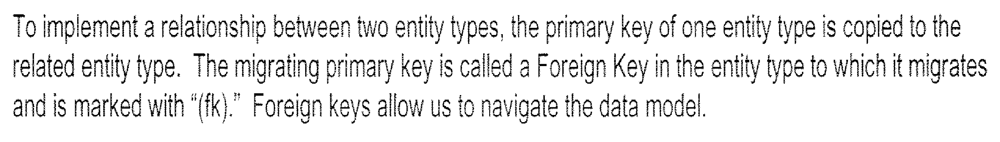 To implement a relationship between two entity types, the primary key of one entity type is copied to the
related entity type.  The migrating primary key is called a Foreign Key in the entity type to which it migrates
and is marked with “(fk).”  Foreign keys allow us to navigate the data model.